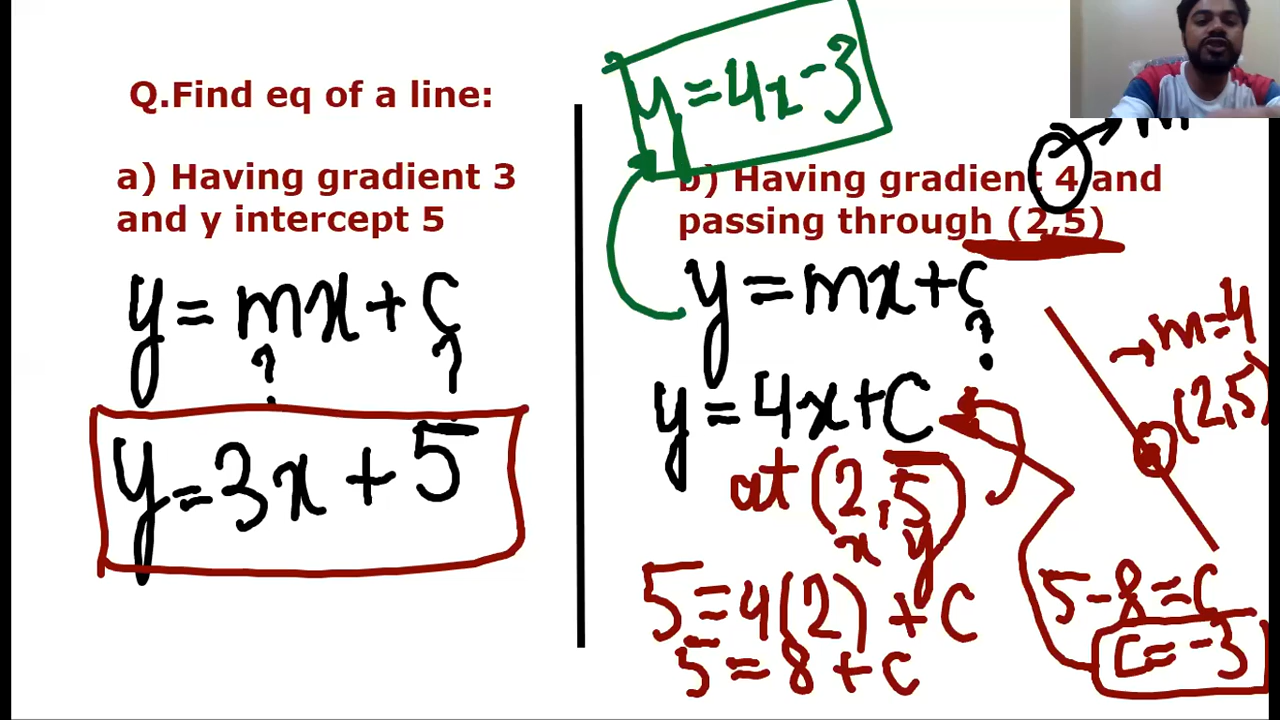 Q.Find eq of a line:
a) Having gradient 3
and y intercept 5
y = mx + c
? ?
y = 3x + 5
y = 4x - 3
b) Having gradient 4 and
passing through (2,5)
→ m
y = mx + c
?
y = 4x + C
at (2,5)
x y
5 = 4(2) + C
5 = 8 + C
→ m = 4
(2,5)
5 - 8 = C
C = -3